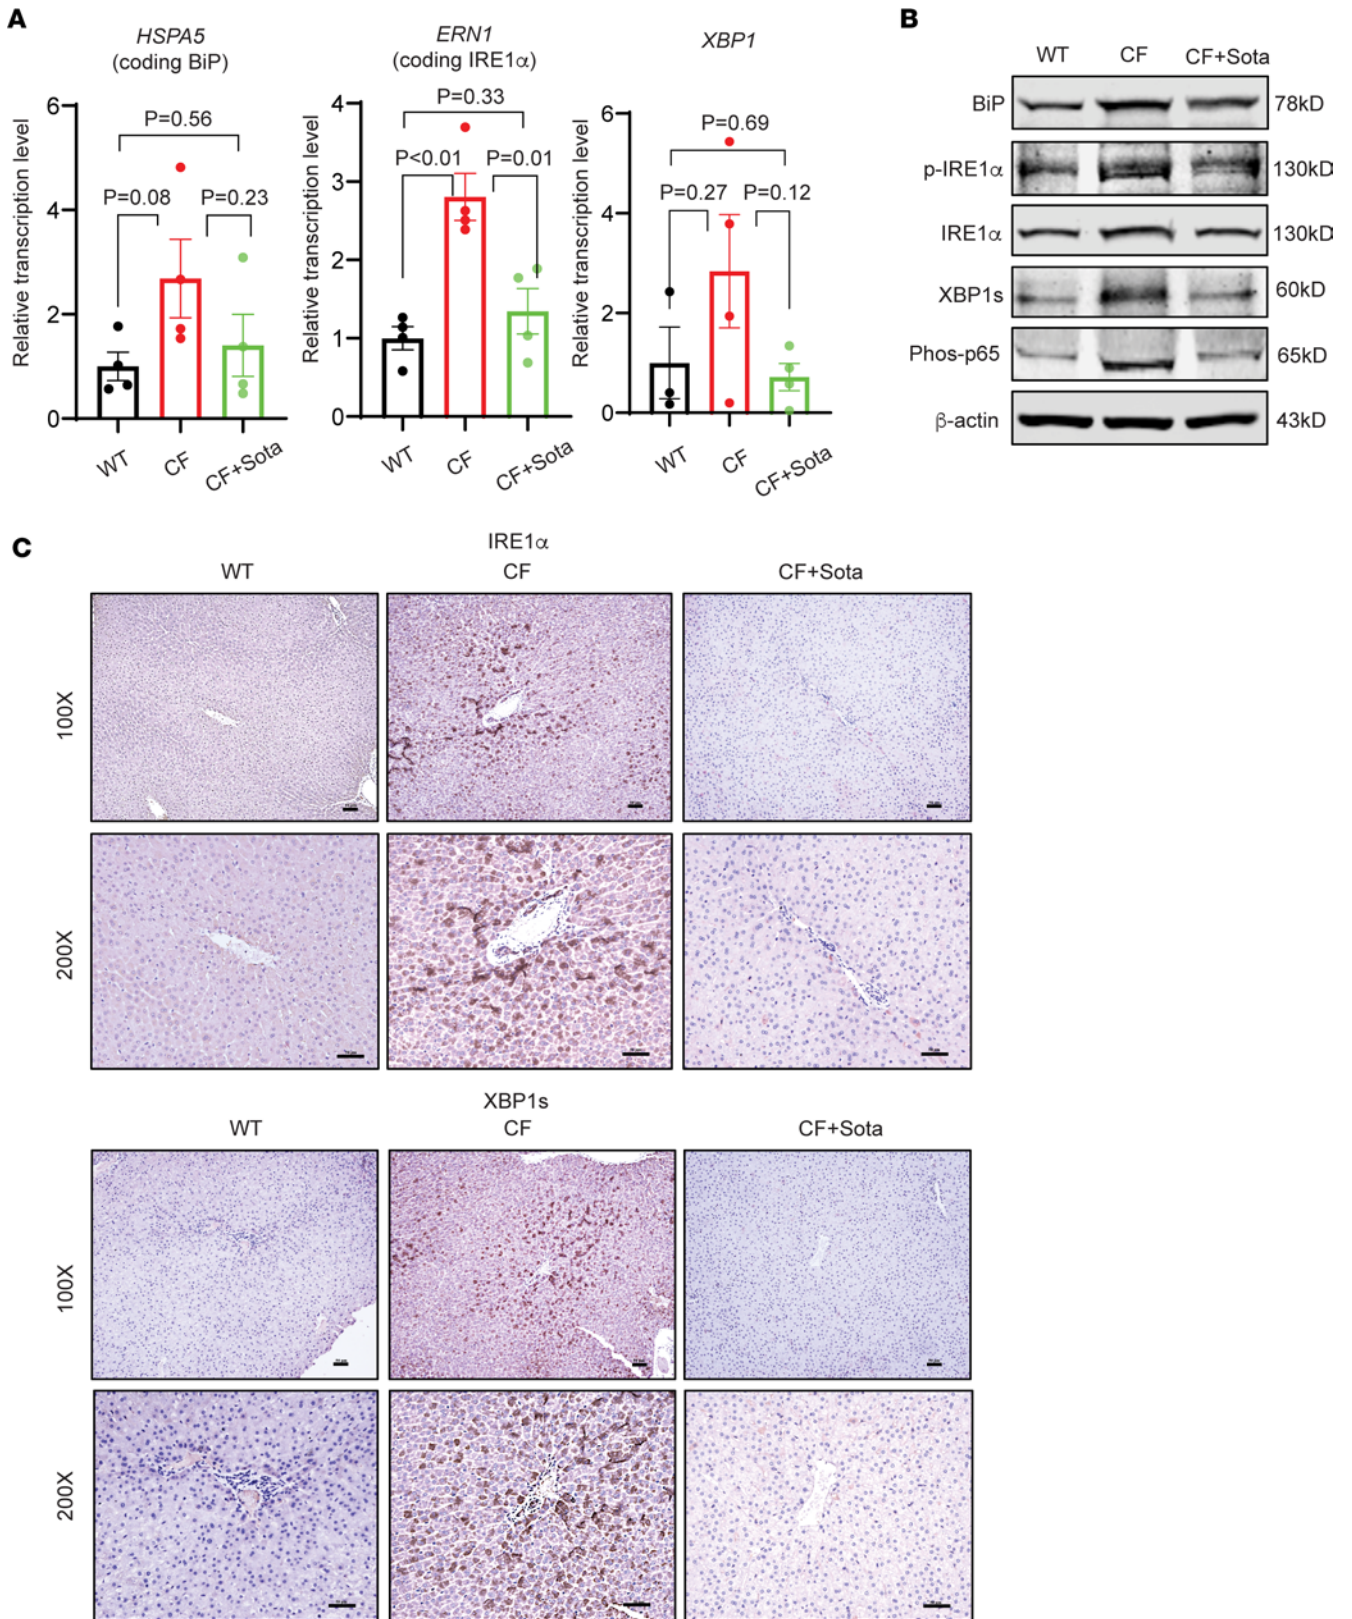 A
HSPA5
(coding BiP)
Relative transcription level
6
4
2
0
P=0.56
P=0.08
P=0.23
WT
CF
CF+Sota
ERN1
(coding IRE1α)
Relative transcription level
4
3
2
1
0
P=0.33
P<0.01
P=0.01
WT
CF
CF+Sota
XBP1
6
4
2
0
P=0.69
P=0.27
P=0.12
WT
CF
CF+Sota
B
WT CF CF+Sota
BiP 78kD
p-IRE1α 130kD
IRE1α 130kD
XBP1s 60kD
Phos-p65 65kD
β-actin 43kD
C
IRE1α
WT CF CF+Sota
100X
200X
XBP1s
WT CF CF+Sota
100X
200X